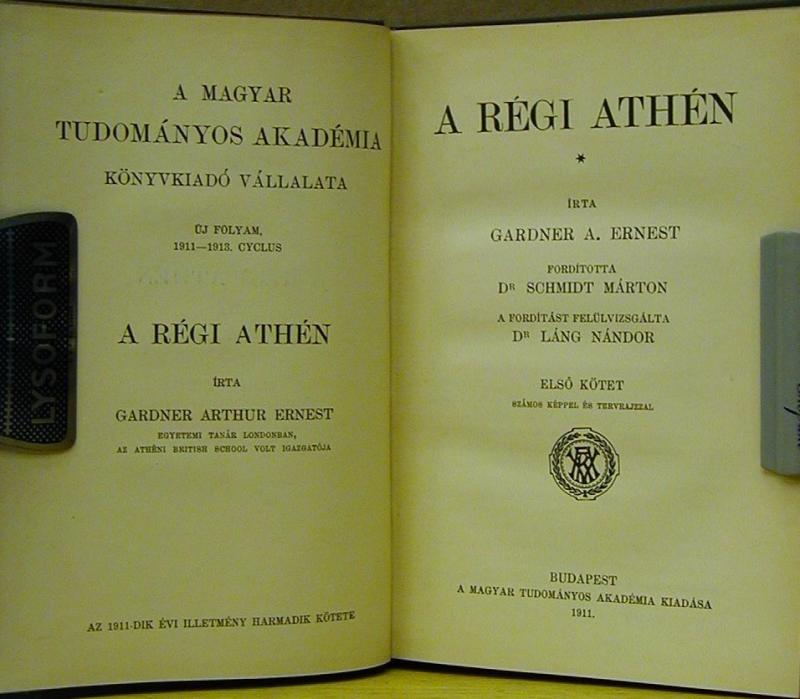 A MAGYAR
TUDOMÁNYOS AKADÉMIA
KÖNYVKIADÓ VÁLLALATA
ÚJ FOLYAM.
1911—1913. CYCLUS
A RÉGI ATHÉN
ÍRTA
GARDNER ARTHUR ERNEST
EGYETEMI TANÁR LONDONBAN,
AZ ATHÉNI BRITISH SCHOOL VOLT IGAZGATÓJA
AZ 1911-DIK ÉVI ILLETMÉNY HARMADIK KÖTETE
LYSOFORM
A RÉGI ATHÉN
*
ÍRTA
GARDNER A. ERNEST
FORDÍTOTTA
DR SCHMIDT MÁRTON
A FORDÍTÁST FELÜLVIZSGÁLTA
DR LÁNG NÁNDOR
ELSŐ KÖTET
SZÁMOS KÉPPEL ÉS TERVRAJZZAL
BUDAPEST
A MAGYAR TUDOMÁNYOS AKADÉMIA KIADÁSA
1911.